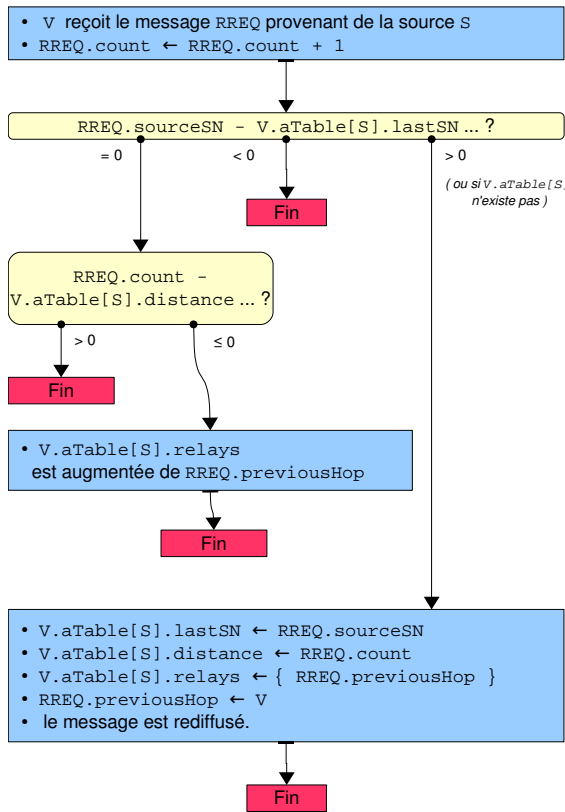 • V reçoit le message RREQ provenant de la source S
• RREQ.count ← RREQ.count + 1
RREQ.sourceSN - V.aTable[S].lastSN ... ?
= 0
< 0
> 0
( ou si V.aTable[S]
n'existe pas )
Fin
RREQ.count -
V.aTable[S].distance ... ?
> 0
≤ 0
Fin
• V.aTable[S].relays
est augmentée de RREQ.previousHop
Fin
• V.aTable[S].lastSN ← RREQ.sourceSN
• V.aTable[S].distance ← RREQ.count
• V.aTable[S].relays ← { RREQ.previousHop }
• RREQ.previousHop ← V
• le message est rediffusé.
Fin